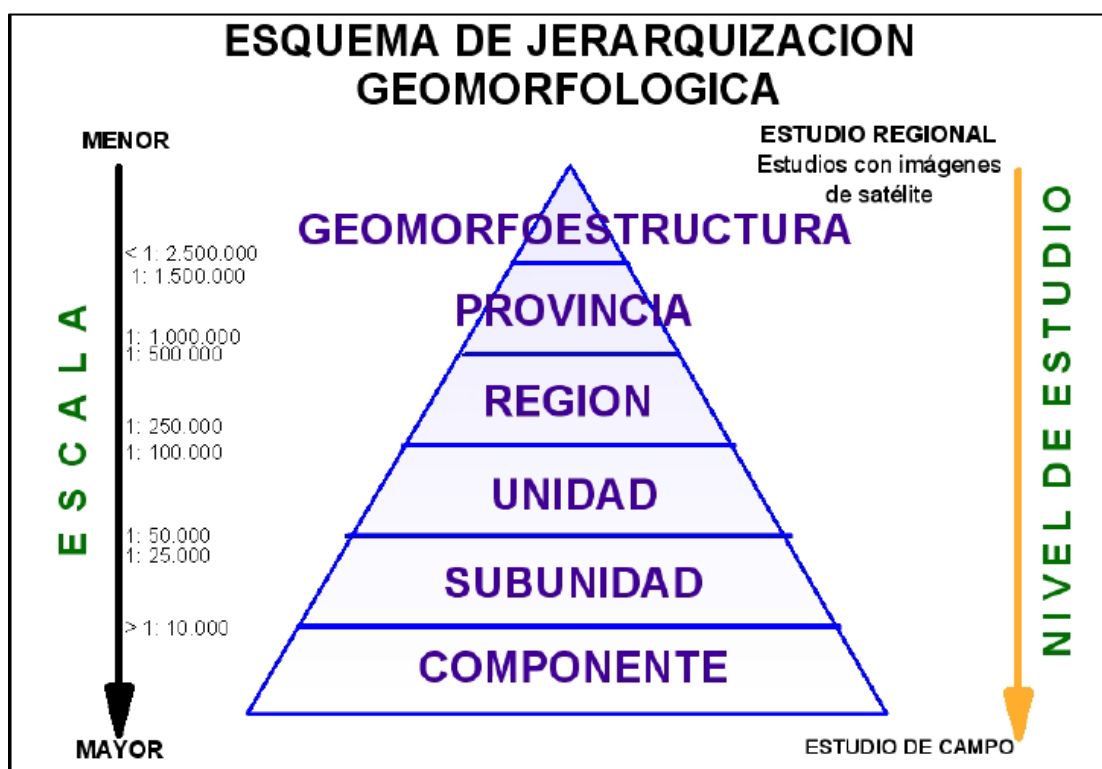 ESQUEMA DE JERARQUIZACION
GEOMORFOLOGICA
MENOR
ESTUDIO REGIONAL
Estudios con imágenes
de satélite
GEOMORFOESTRUCTURA
< 1: 2.500.000
1: 1.500.000
PROVINCIA
1: 1.000.000
1: 500.000
REGION
1: 250.000
1: 100.000
UNIDAD
1: 50.000
1: 25.000
SUBUNIDAD
> 1: 10.000
COMPONENTE
MAYOR
ESTUDIO DE CAMPO
ESCALA
NIVEL DE ESTUDIO